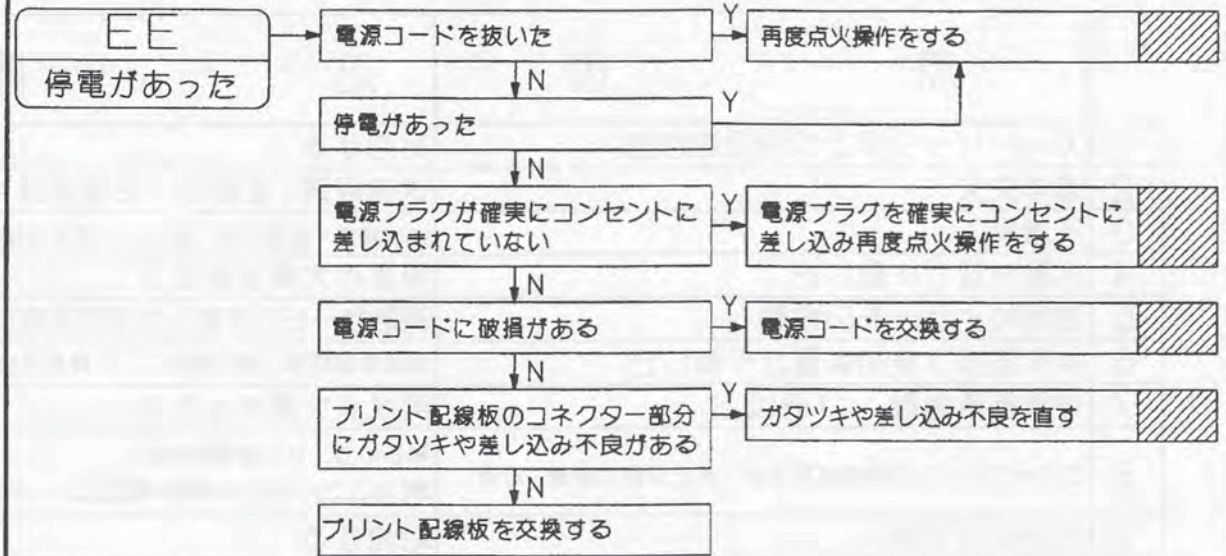 EE
停電があった
電源コードを抜いた
Y
再度点火操作をする
N
停電があった
Y
N
電源プラグが確実にコンセントに
差し込まれていない
Y
電源プラグを確実にコンセントに
差し込み再度点火操作をする
N
電源コードに破損がある
Y
電源コードを交換する
N
プリント配線板のコネクター部分
にガタツキや差し込み不良がある
Y
ガタツキや差し込み不良を直す
N
プリント配線板を交換する